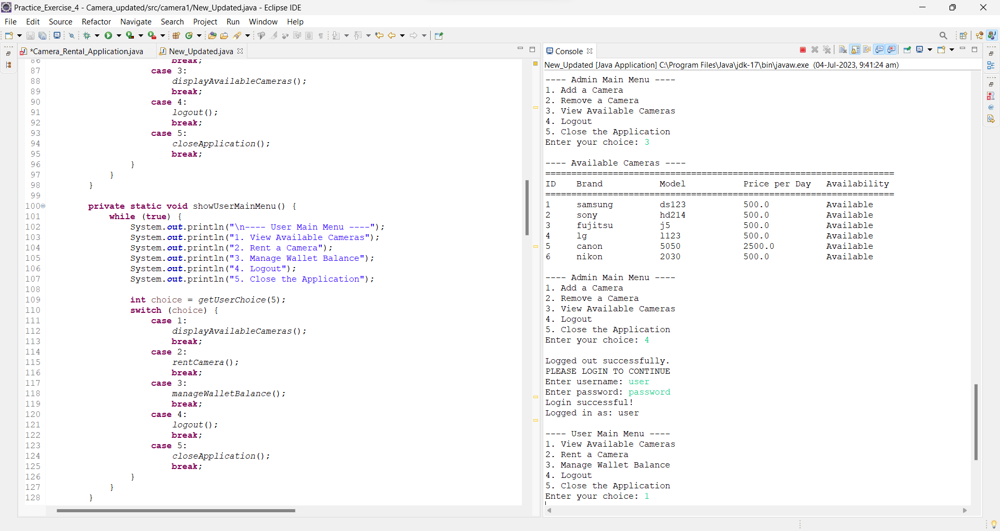 Practice_Exercise_4 - Camera_updated/src/camera1/New_Updated.java - Eclipse IDE
File Edit Source Refactor Navigate Search Project Run Window Help
*Camera_Rental_Application.java
New_Updated.java
86 break;
87 case 3:
88 displayAvailableCameras();
89 break;
90 case 4:
91 logout();
92 break;
93 case 5:
94 closeApplication();
95 break;
96 }
97 }
98 }
99
100 private static void showUserMainMenu() {
101 while (true) {
102 System.out.println("\n---- User Main Menu ----");
103 System.out.println("1. View Available Cameras");
104 System.out.println("2. Rent a Camera");
105 System.out.println("3. Manage Wallet Balance");
106 System.out.println("4. Logout");
107 System.out.println("5. Close the Application");
108
109 int choice = getUserChoice(5);
110 switch (choice) {
111 case 1:
112 displayAvailableCameras();
113 break;
114 case 2:
115 rentCamera();
116 break;
117 case 3:
118 manageWalletBalance();
119 break;
120 case 4:
121 logout();
122 break;
123 case 5:
124 closeApplication();
125 break;
126 }
127 }
128 }
Console
New_Updated [Java Application] C:\Program Files\Java\jdk-17\bin\javaw.exe (04-Jul-2023, 9:41:24 am)
---- Admin Main Menu ----
1. Add a Camera
2. Remove a Camera
3. View Available Cameras
4. Logout
5. Close the Application
Enter your choice: 3
---- Available Cameras ----
===================================================================
ID Brand Model Price per Day Availability
===================================================================
1 samsung ds123 500.0 Available
2 sony hd214 500.0 Available
3 fujitsu j5 500.0 Available
4 lg l123 500.0 Available
5 canon 5050 2500.0 Available
6 nikon 2030 500.0 Available
---- Admin Main Menu ----
1. Add a Camera
2. Remove a Camera
3. View Available Cameras
4. Logout
5. Close the Application
Enter your choice: 4
Logged out successfully.
PLEASE LOGIN TO CONTINUE
Enter username: user
Enter password: password
Login successful!
Logged in as: user
---- User Main Menu ----
1. View Available Cameras
2. Rent a Camera
3. Manage Wallet Balance
4. Logout
5. Close the Application
Enter your choice: 1